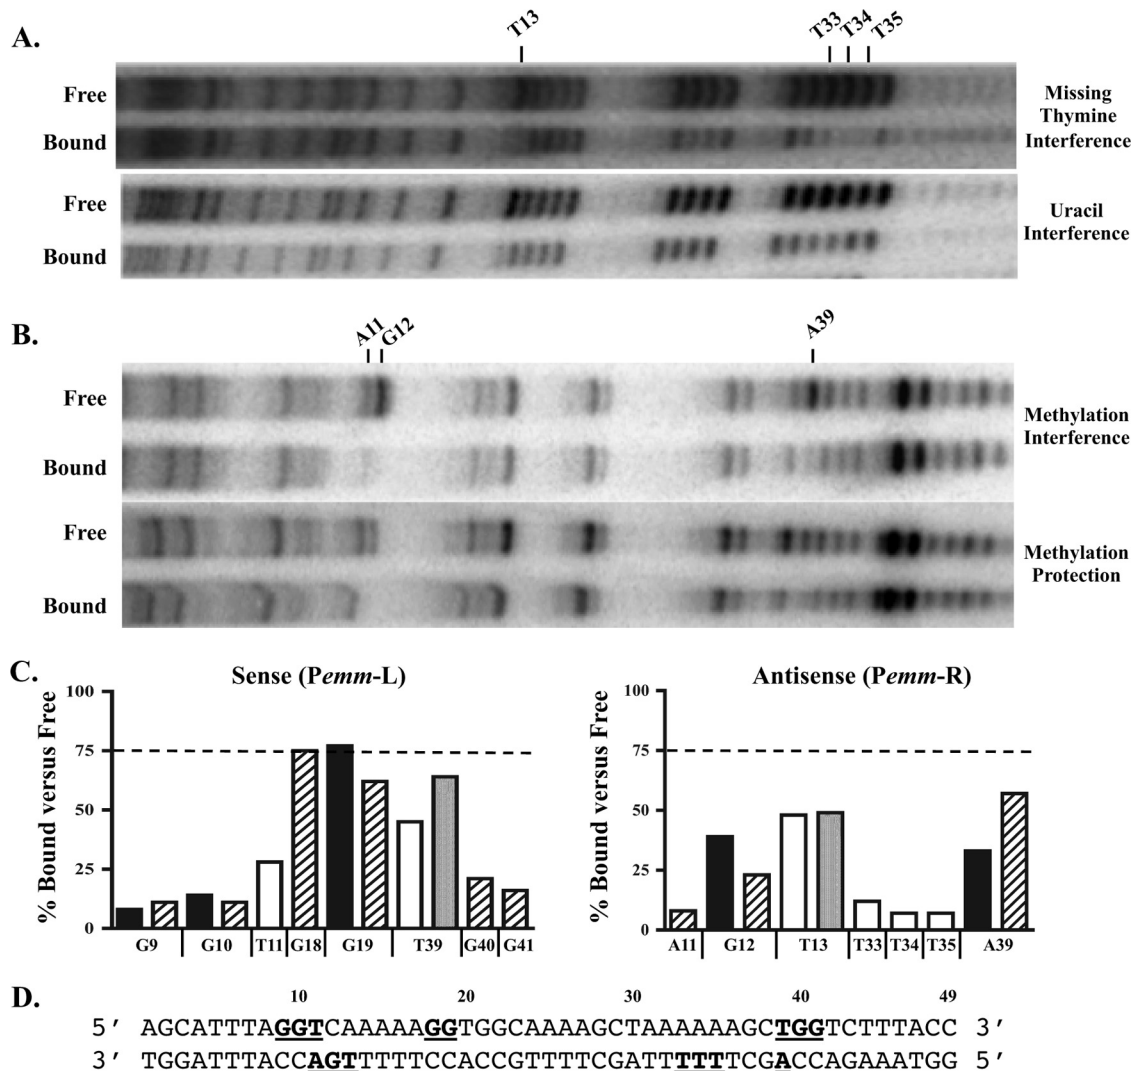 A.
T13 T33 T34 T35
Free
Bound
Missing
Thymine
Interference
Free
Bound
Uracil
Interference
B.
A11 G12 A39
Free
Bound
Methylation
Interference
Free
Bound
Methylation
Protection
C.
Sense (Pemm-L)
% Bound versus Free
100
75
50
25
0
G9 G10 T11 G18 G19 T39 G40 G41
Antisense (Pemm-R)
% Bound versus Free
100
75
50
25
0
A11 G12 T13 T33 T34 T35 A39
D.
10 20 30 40 49
5′ AGCATTTAGGTCAAAAAGGTGGCAAAAGCTAAAAAAGCTGGTCTTTACC 3′
3′ TGGATTTACCAGTTTTTCCACCGTTTTCGATTTTTTCGACCAGAAATGG 5′